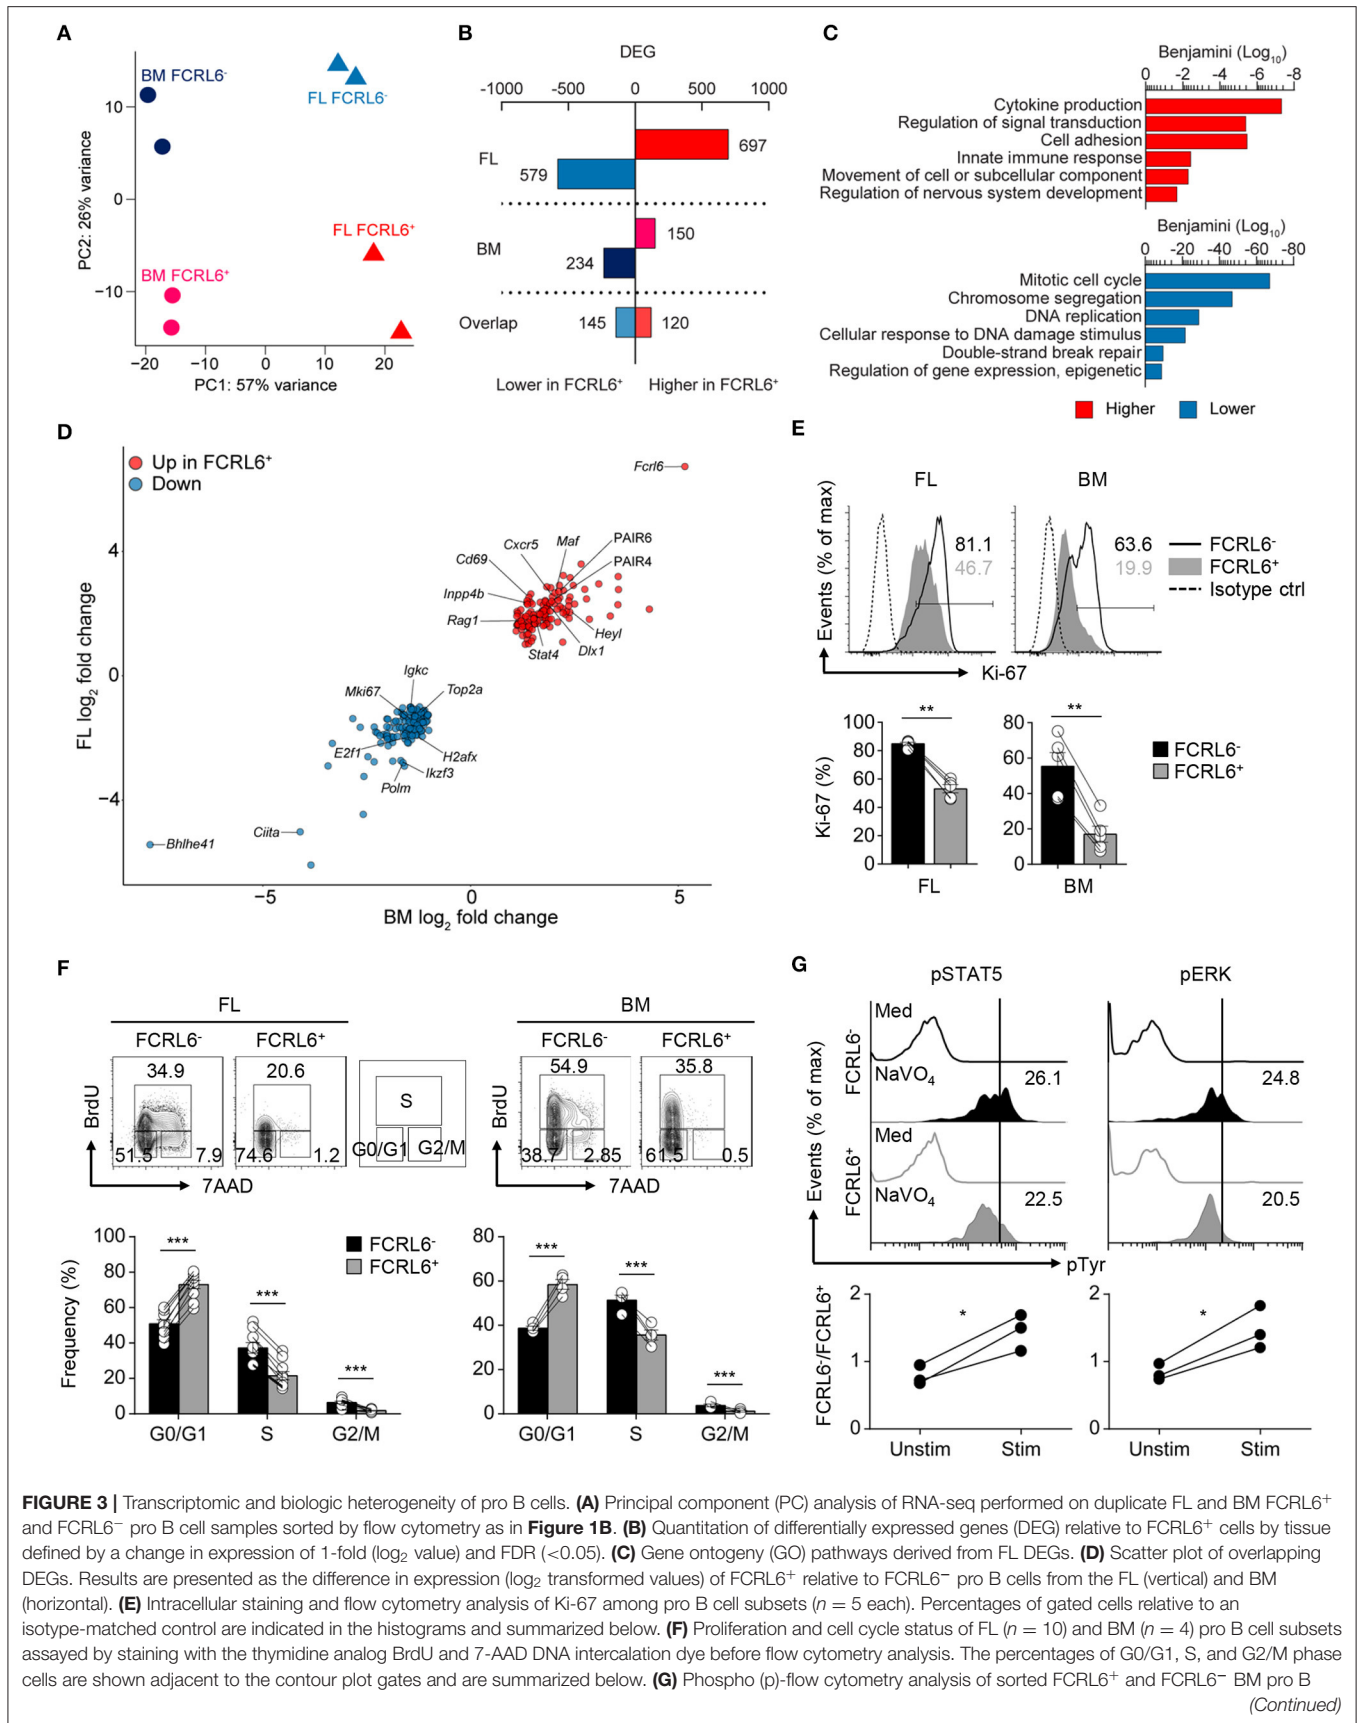 A
BM FCRL6-
FL FCRL6-
FL FCRL6+
BM FCRL6+
PC2: 26% variance
10
0
−10
−20
−10
0
10
20
PC1: 57% variance
B
DEG
-1000
-500
0
500
1000
FL
697
579
BM
150
234
Overlap
145
120
Lower in FCRL6+
Higher in FCRL6+
C
Benjamini (Log10)
0
-2
-4
-6
-8
Cytokine production
Regulation of signal transduction
Cell adhesion
Innate immune response
Movement of cell or subcellular component
Regulation of nervous system development
Benjamini (Log10)
0
-20
-40
-60
-80
Mitotic cell cycle
Chromosome segregation
DNA replication
Cellular response to DNA damage stimulus
Double-strand break repair
Regulation of gene expression, epigenetic
Higher
Lower
D
Up in FCRL6+
Down
Fcrl6
Maf
PAIR6
Cxcr5
Cd69
PAIR4
Inpp4b
Rag1
Heyl
Stat4
Dlx1
Igkc
Mki67
Top2a
E2f1
H2afx
Ikzf3
Polm
Ciita
Bhlhe41
FL log2 fold change
4
0
−4
−5
0
5
BM log2 fold change
E
FL
BM
Events (% of max)
81.1
46.7
63.6
19.9
FCRL6-
FCRL6+
Isotype ctrl
Ki-67
Ki-67 (%)
100
80
60
40
20
0
**
FL
80
60
40
20
0
**
BM
FCRL6-
FCRL6+
F
FL
FCRL6-
FCRL6+
BrdU
34.9
51.5
7.9
20.6
74.6
1.2
7AAD
S
G0/G1
G2/M
BM
FCRL6-
FCRL6+
BrdU
54.9
38.7
2.85
35.8
61.5
0.5
7AAD
Frequency (%)
100
80
60
40
20
0
***
***
***
FCRL6-
FCRL6+
G0/G1
S
G2/M
80
60
40
20
0
***
***
***
G0/G1
S
G2/M
G
pSTAT5
pERK
Events (% of max)
FCRL6-
FCRL6+
Med
NaVO4
26.1
24.8
Med
NaVO4
22.5
20.5
pTyr
FCRL6-/FCRL6+
2
1
0
*
Unstim
Stim
2
1
0
*
Unstim
Stim
FIGURE 3 | Transcriptomic and biologic heterogeneity of pro B cells. (A) Principal component (PC) analysis of RNA-seq performed on duplicate FL and BM FCRL6+
and FCRL6− pro B cell samples sorted by flow cytometry as in Figure 1B. (B) Quantitation of differentially expressed genes (DEG) relative to FCRL6+ cells by tissue
defined by a change in expression of 1-fold (log2 value) and FDR (<0.05). (C) Gene ontogeny (GO) pathways derived from FL DEGs. (D) Scatter plot of overlapping
DEGs. Results are presented as the difference in expression (log2 transformed values) of FCRL6+ relative to FCRL6− pro B cells from the FL (vertical) and BM
(horizontal). (E) Intracellular staining and flow cytometry analysis of Ki-67 among pro B cell subsets (n = 5 each). Percentages of gated cells relative to an
isotype-matched control are indicated in the histograms and summarized below. (F) Proliferation and cell cycle status of FL (n = 10) and BM (n = 4) pro B cell subsets
assayed by staining with the thymidine analog BrdU and 7-AAD DNA intercalation dye before flow cytometry analysis. The percentages of G0/G1, S, and G2/M phase
cells are shown adjacent to the contour plot gates and are summarized below. (G) Phospho (p)-flow cytometry analysis of sorted FCRL6+ and FCRL6− BM pro B
(Continued)